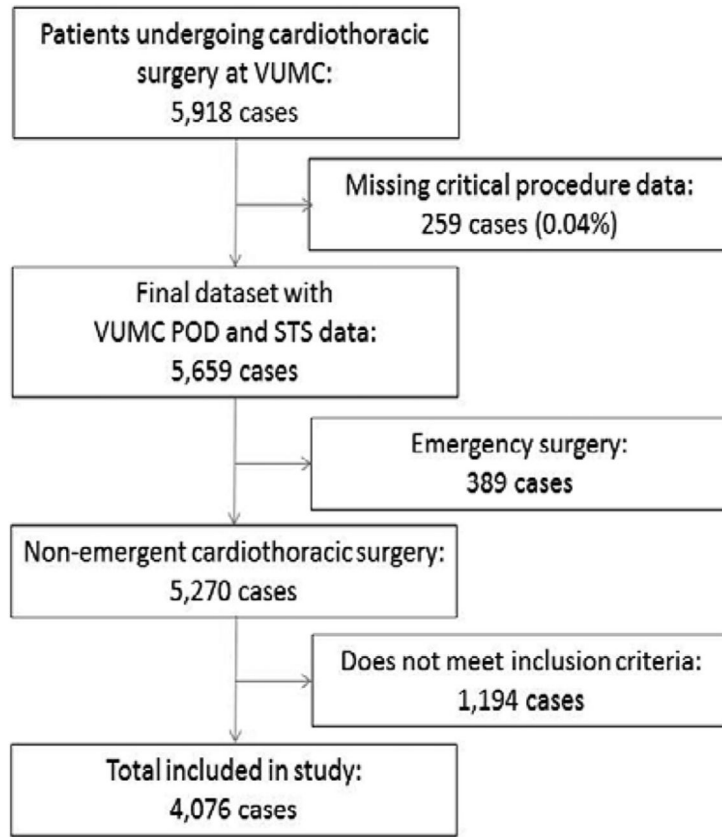 Patients undergoing cardiothoracic
surgery at VUMC:
5,918 cases
Missing critical procedure data:
259 cases (0.04%)
Final dataset with
VUMC POD and STS data:
5,659 cases
Emergency surgery:
389 cases
Non-emergent cardiothoracic surgery:
5,270 cases
Does not meet inclusion criteria:
1,194 cases
Total included in study:
4,076 cases